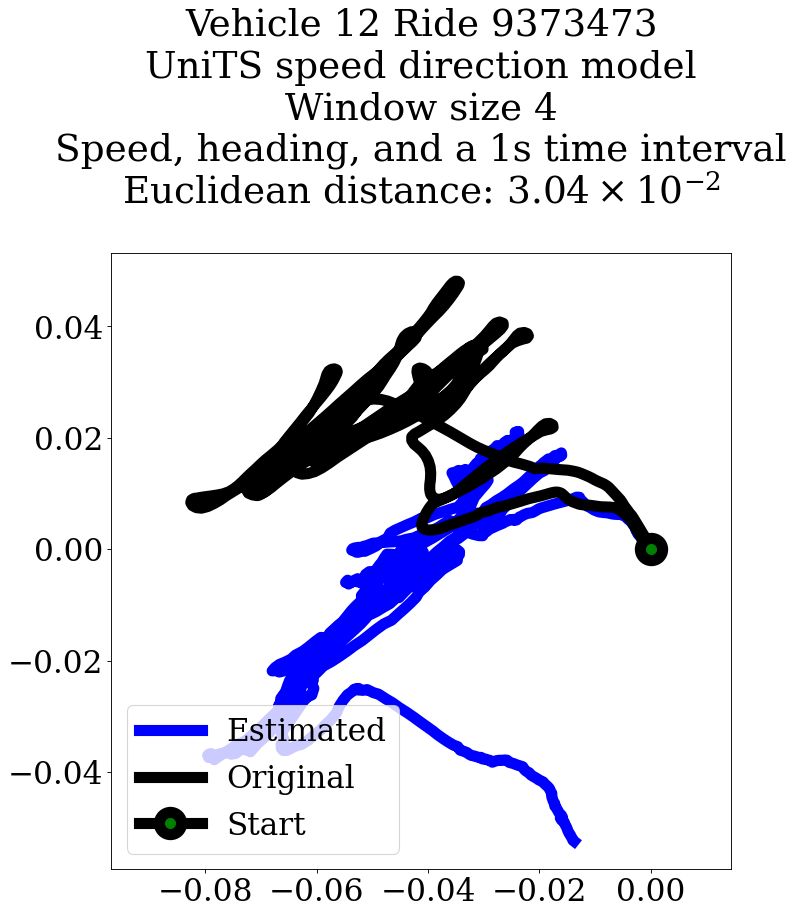 Vehicle 12 Ride 9373473
UniTS speed direction model
Window size 4
Speed, heading, and a 1s time interval
Euclidean distance: 3.04 × 10⁻²
0.04
0.02
0.00
−0.02
−0.04
Estimated
Original
Start
−0.08 −0.06 −0.04 −0.02 0.00